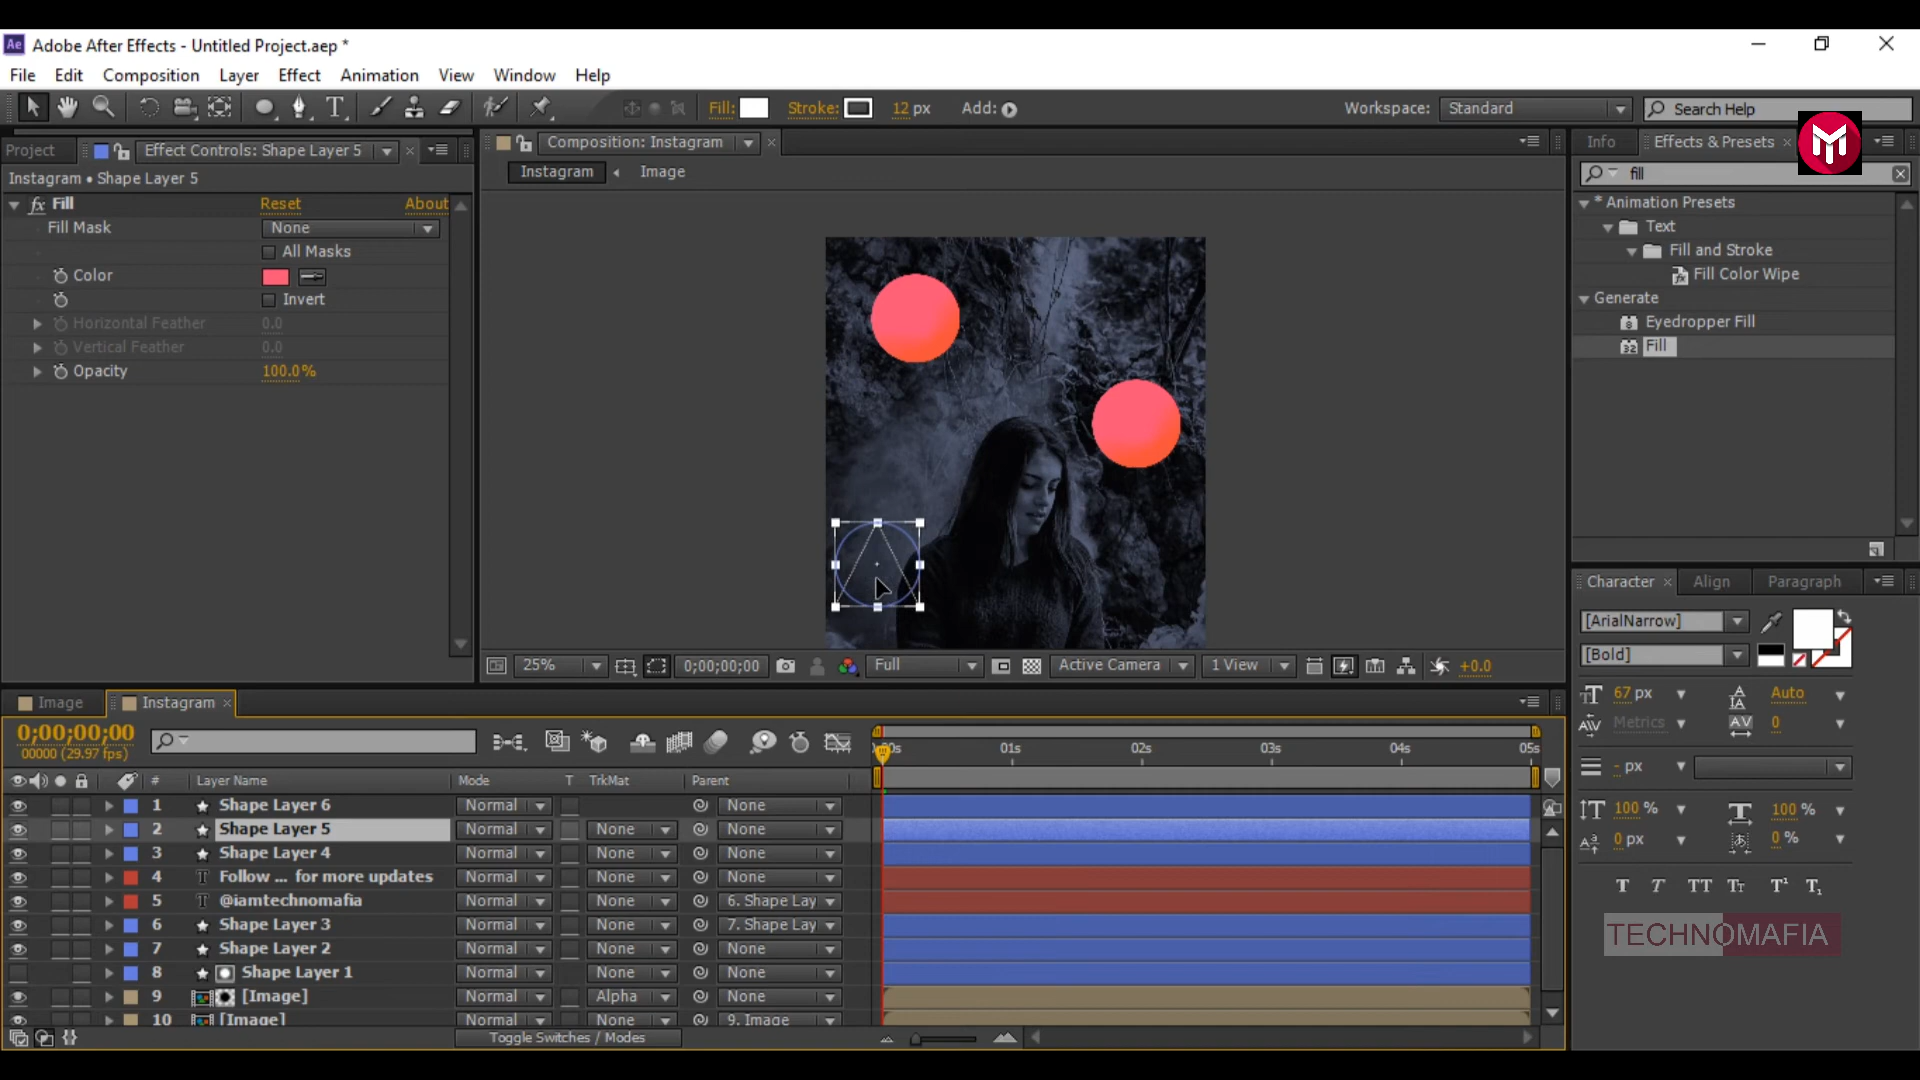 Ae Adobe After Effects - Untitled Project.aep *
File Edit Composition Layer Effect Animation View Window Help
Fill: Stroke: 12 px Add: Workspace: Standard Search Help
Project Effect Controls: Shape Layer 5
Instagram • Shape Layer 5
fx Fill Reset About
Fill Mask None
All Masks
Color
Invert
Horizontal Feather 0.0
Vertical Feather 0.0
Opacity 100.0%
Composition: Instagram
Instagram Image
25% 0;00;00;00 Full Active Camera 1 View +0.0
Info Effects & Presets
fill
* Animation Presets
Text
Fill and Stroke
Fill Color Wipe
Generate
Eyedropper Fill
Fill
Character Align Paragraph
[ArialNarrow]
[Bold]
67 px Auto
Metrics 0
- px
100 % 100 %
0 px 0 %
T T TT Tt T¹ T₁
TECHNOMAFIA
Image Instagram
0;00;00;00
00000 (29.97 fps)
00s 01s 02s 03s 04s 05s
# Layer Name Mode T TrkMat Parent
1 Shape Layer 6 Normal None
2 Shape Layer 5 Normal None None
3 Shape Layer 4 Normal None None
4 Follow ... for more updates Normal None None
5 @iamtechnomafia Normal None 6. Shape Lay
6 Shape Layer 3 Normal None 7. Shape Lay
7 Shape Layer 2 Normal None None
8 Shape Layer 1 Normal None None
9 [Image] Normal Alpha None
10 [Image] Normal None 9. Image
Toggle Switches / Modes